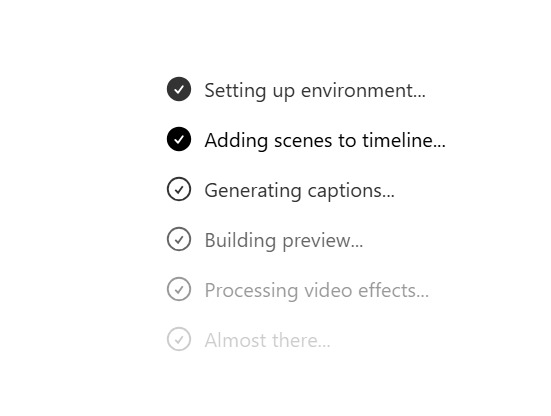 Setting up environment...
Adding scenes to timeline...
Generating captions...
Building preview...
Processing video effects...
Almost there...